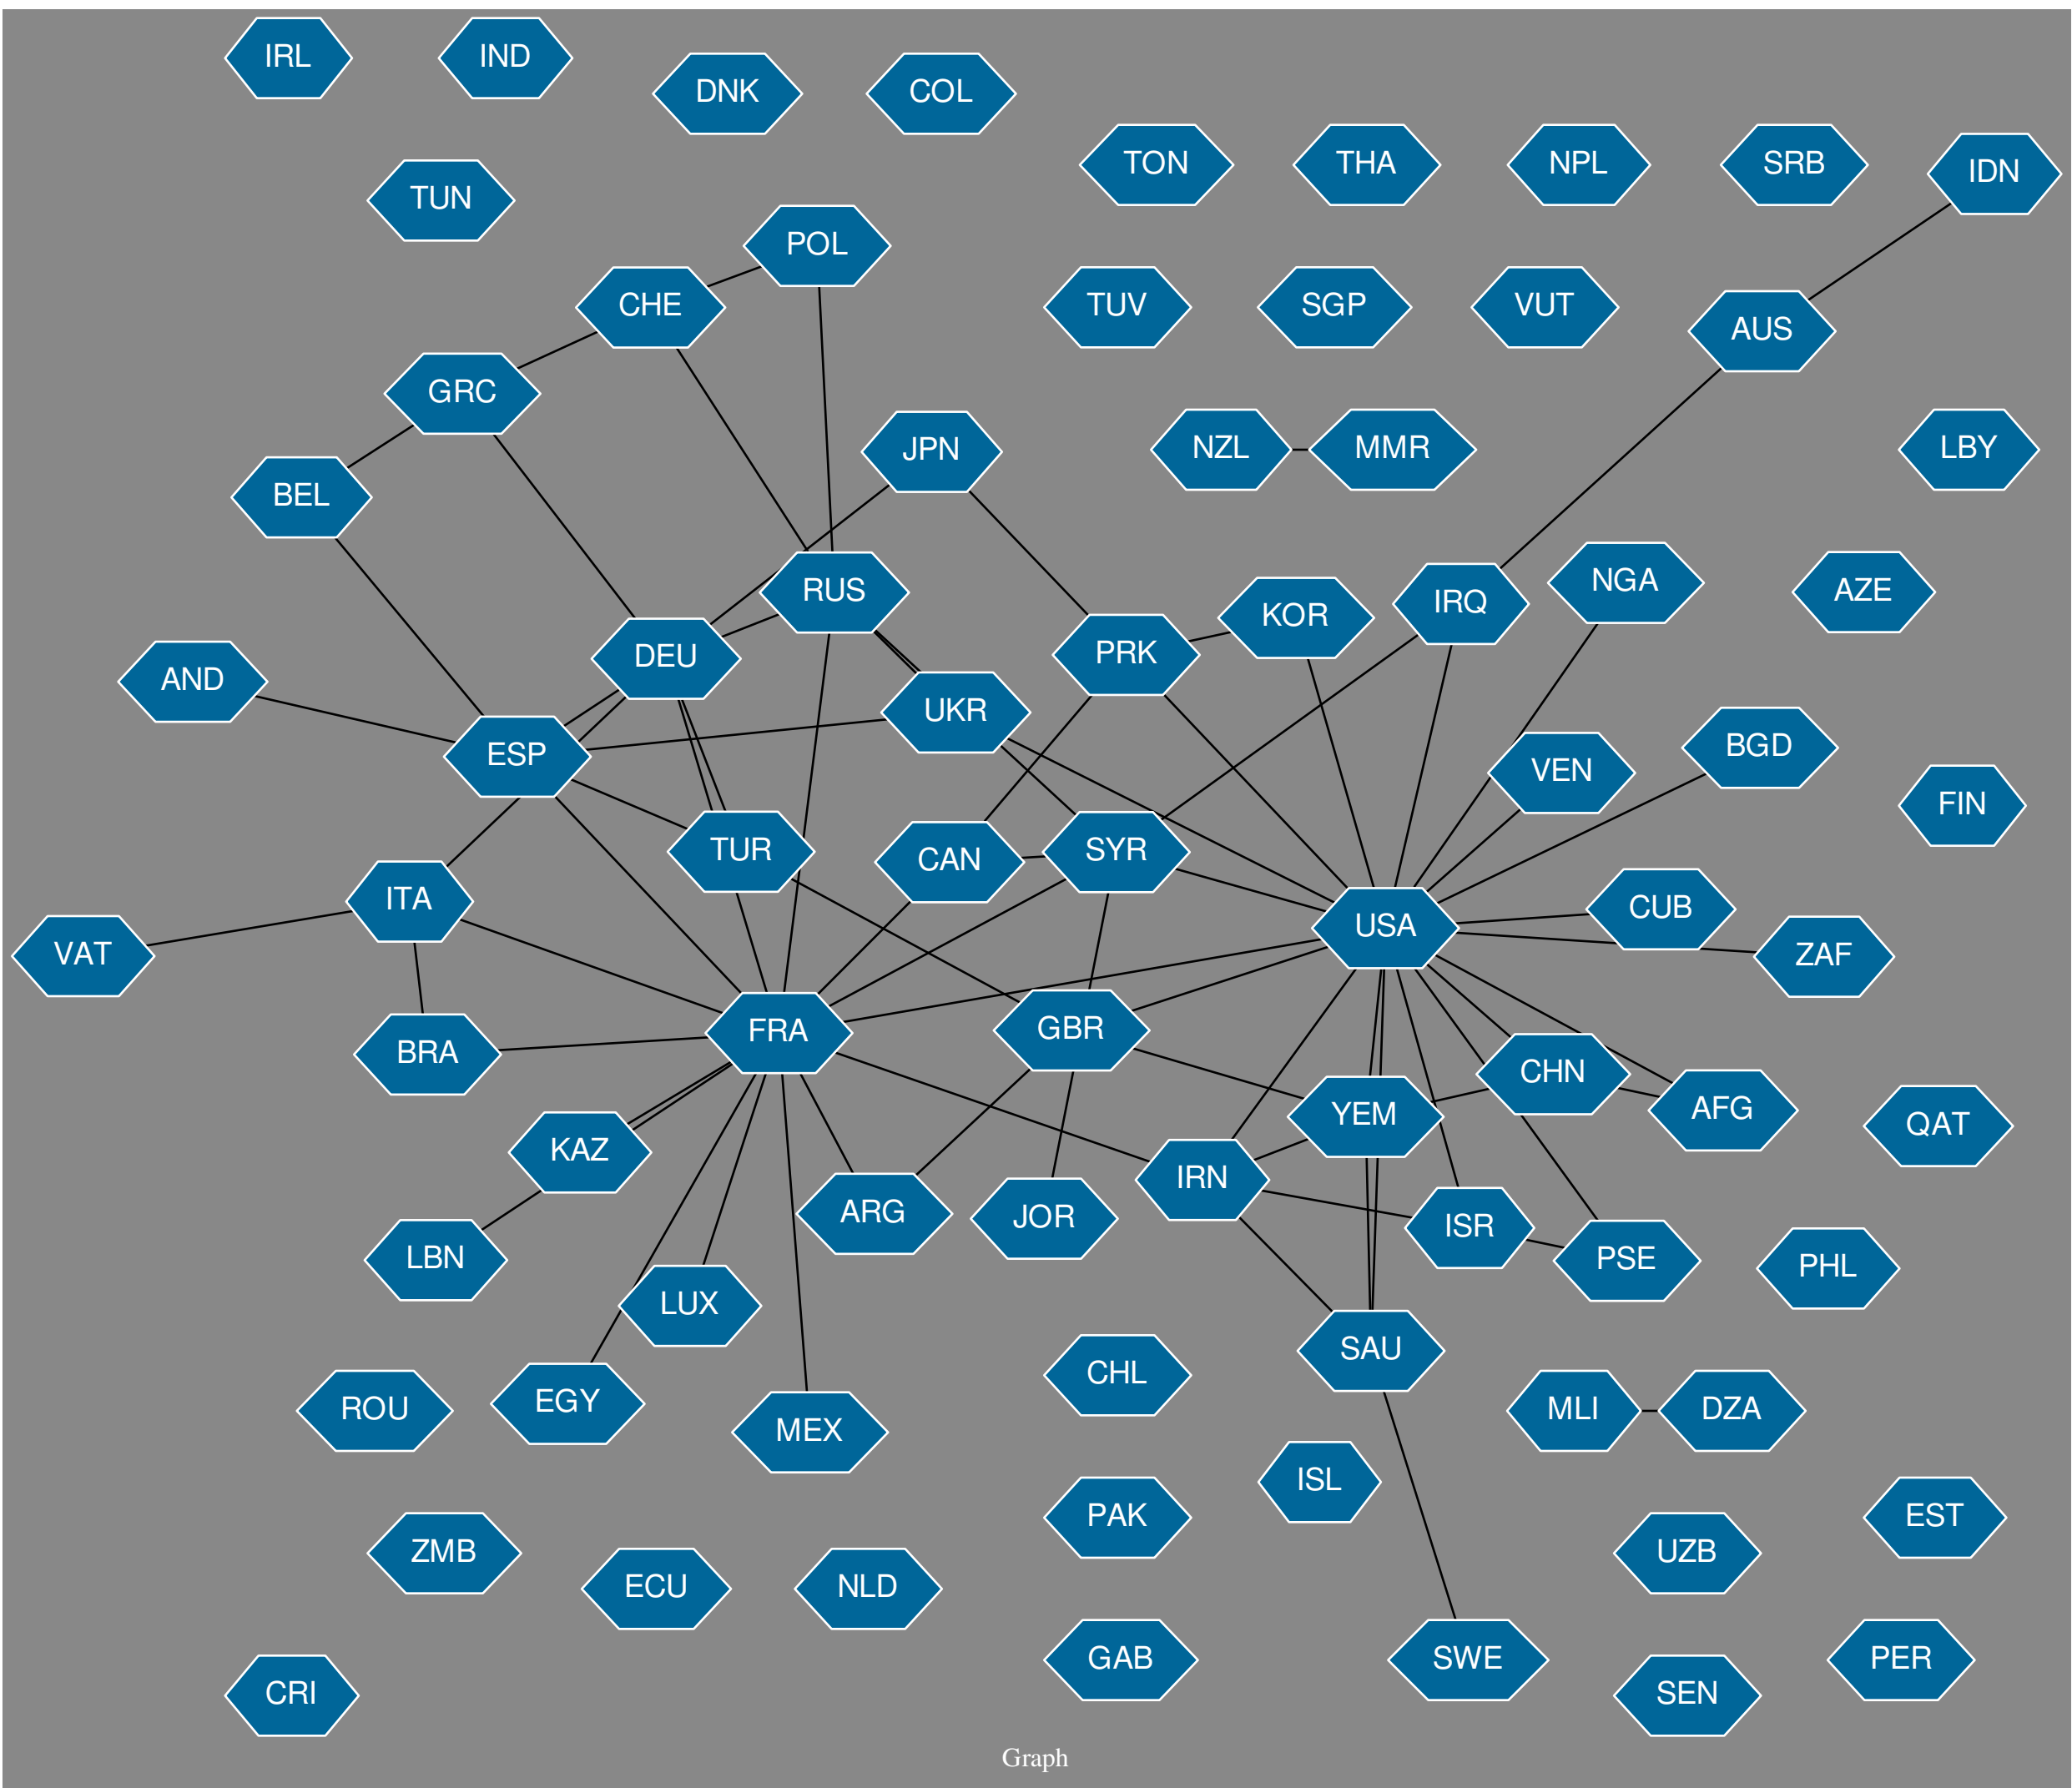 IRL
IND
DNK
COL
TON
THA
NPL
SRB
IDN
TUN
POL
CHE
TUV
SGP
VUT
AUS
GRC
JPN
NZL
MMR
LBY
BEL
RUS
KOR
IRQ
NGA
AZE
DEU
PRK
AND
UKR
ESP
VEN
BGD
FIN
TUR
CAN
SYR
ITA
USA
CUB
VAT
ZAF
BRA
FRA
GBR
CHN
AFG
YEM
QAT
KAZ
IRN
ARG
JOR
ISR
LBN
PSE
PHL
LUX
SAU
CHL
ROU
EGY
MEX
MLI
DZA
ISL
PAK
EST
ZMB
UZB
ECU
NLD
GAB
SWE
PER
CRI
SEN
Graph